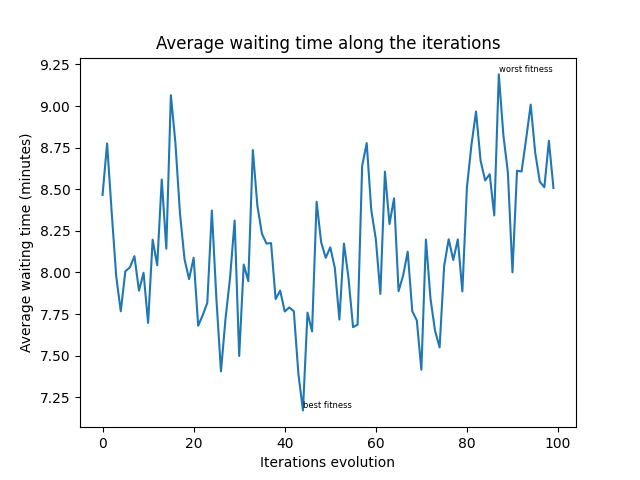 Average waiting time along the iterations
Average waiting time (minutes)
9.25
9.00
8.75
8.50
8.25
8.00
7.75
7.50
7.25
worst fitness
best fitness
0 20 40 60 80 100
Iterations evolution